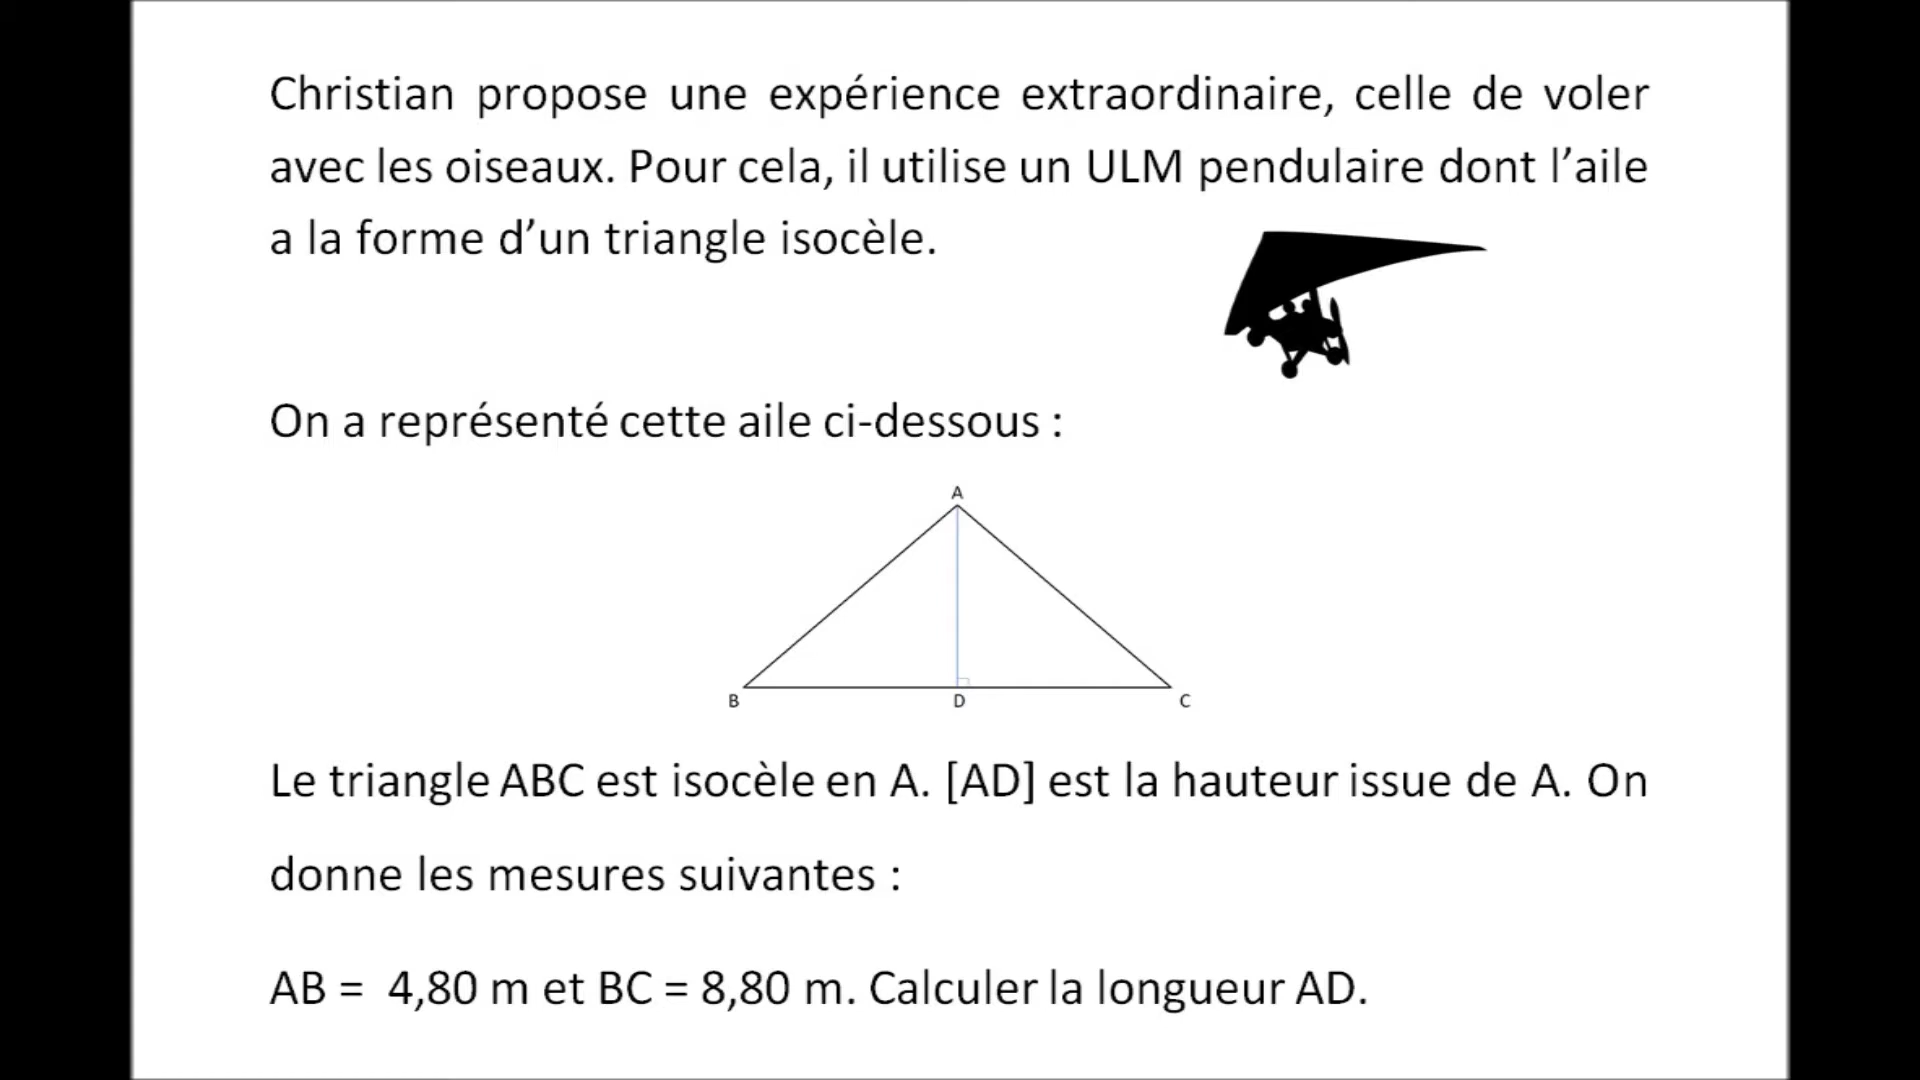 Christian propose une expérience extraordinaire, celle de voler
avec les oiseaux. Pour cela, il utilise un ULM pendulaire dont l’aile
a la forme d’un triangle isocèle.
On a représenté cette aile ci-dessous :
A
B
D
C
Le triangle ABC est isocèle en A. [AD] est la hauteur issue de A. On
donne les mesures suivantes :
AB = 4,80 m et BC = 8,80 m. Calculer la longueur AD.